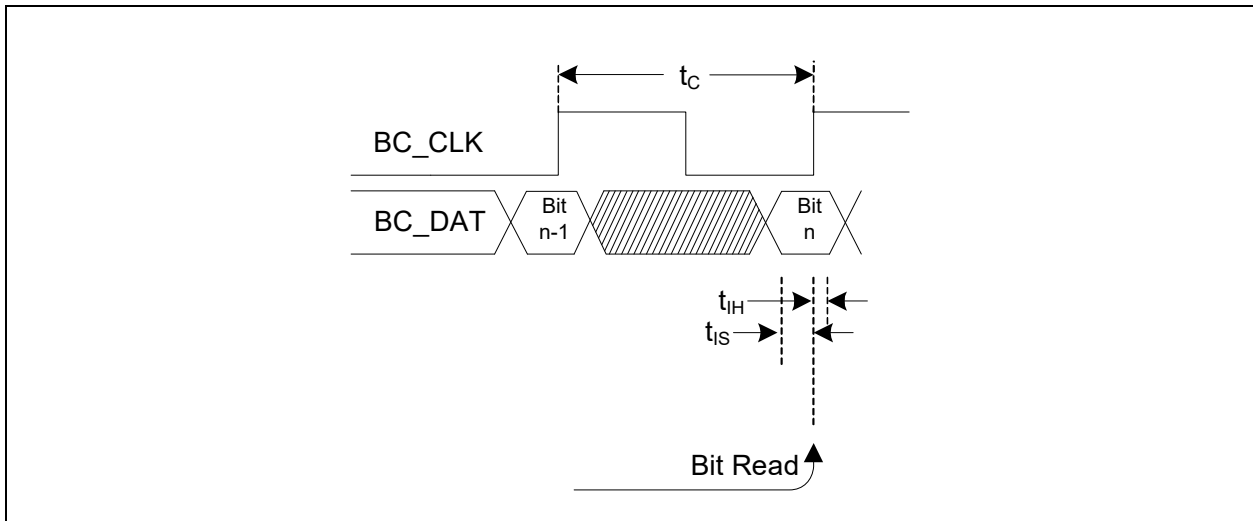 tC
BC_CLK
BC_DAT
Bit
n-1
Bit
n
tIH
tIS
Bit Read